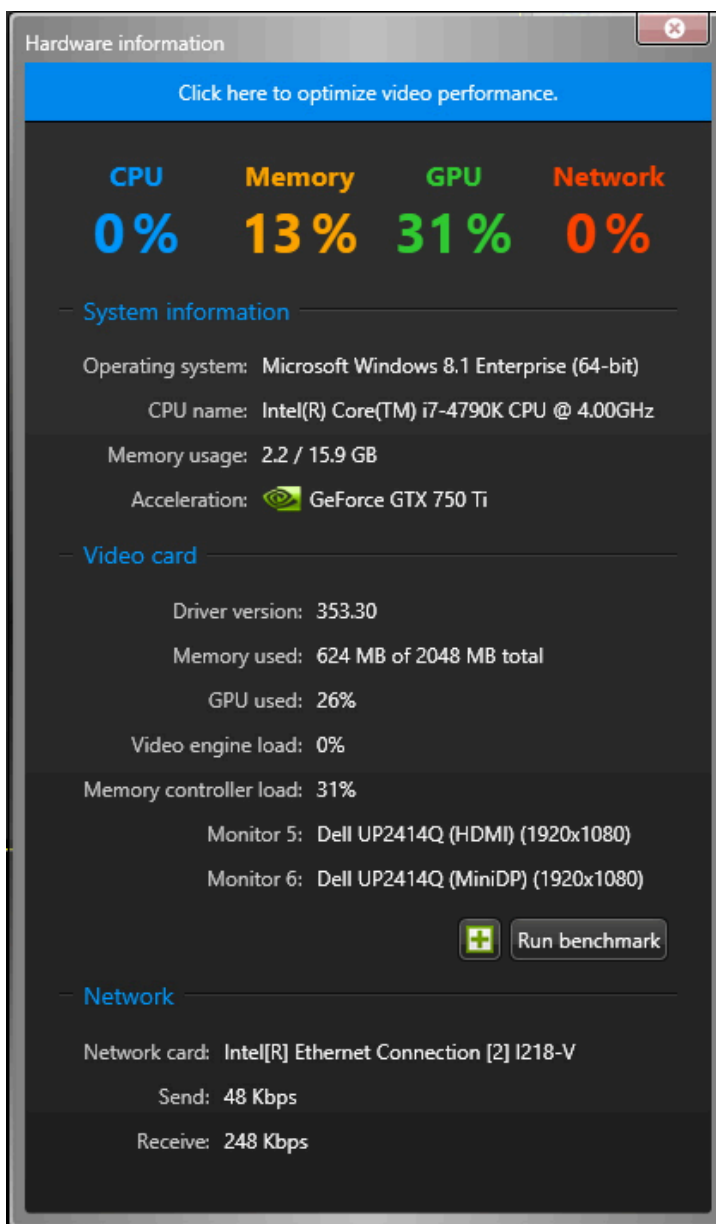 Hardware information
Click here to optimize video performance.
CPU Memory GPU Network
0 % 13 % 31 % 0 %
System information
Operating system: Microsoft Windows 8.1 Enterprise (64-bit)
CPU name: Intel(R) Core(TM) i7-4790K CPU @ 4.00GHz
Memory usage: 2.2 / 15.9 GB
Acceleration: GeForce GTX 750 Ti
Video card
Driver version: 353.30
Memory used: 624 MB of 2048 MB total
GPU used: 26%
Video engine load: 0%
Memory controller load: 31%
Monitor 5: Dell UP2414Q (HDMI) (1920x1080)
Monitor 6: Dell UP2414Q (MiniDP) (1920x1080)
Run benchmark
Network
Network card: Intel[R] Ethernet Connection [2] I218-V
Send: 48 Kbps
Receive: 248 Kbps